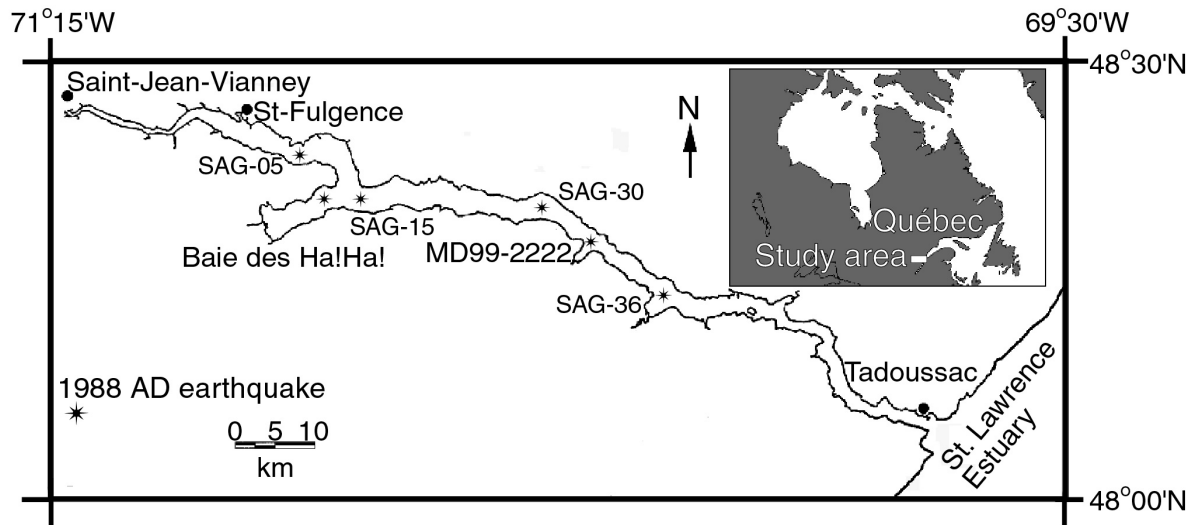 71°15'W
69°30'W
48°30'N
Saint-Jean-Vianney
St-Fulgence
N
SAG-05
SAG-30
SAG-15
Québec
Baie des Ha!Ha!
MD99-2222
Study area
SAG-36
Tadoussac
1988 AD earthquake
St. Lawrence
Estuary
0 5 10
km
48°00'N